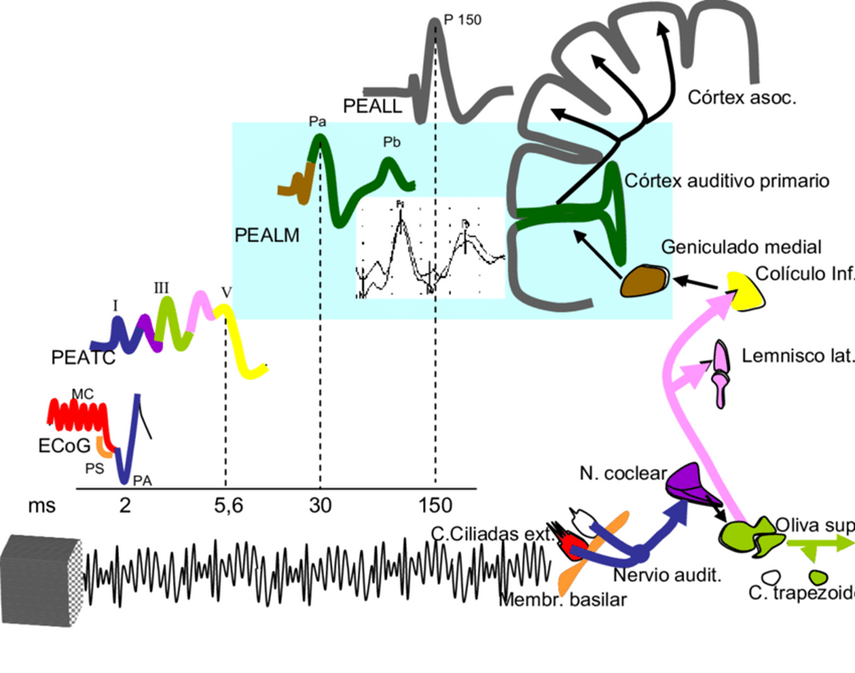 P 150
PEALL
Córtex asoc.
Pa
Pb
PEALM
Córtex auditivo primario
Geniculado medial
Colículo Inf.
I
III
V
PEATC
Lemnisco lat.
MC
ECoG
PS
PA
N. coclear
ms
2
5,6
30
150
C.Ciliadas ext.
Oliva sup
Nervio audit.
Membr. basilar
C. trapezoide